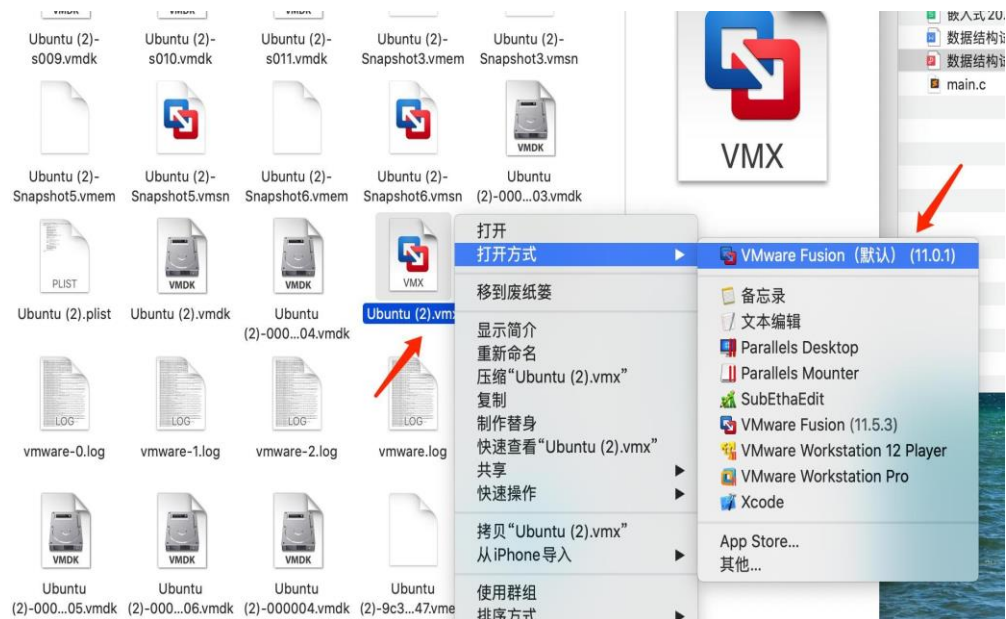 VMDK
VMDK
VMDK
Ubuntu (2)-
s009.vmdk
Ubuntu (2)-
s010.vmdk
Ubuntu (2)-
s011.vmdk
Ubuntu (2)-
Snapshot3.vmem
Ubuntu (2)-
Snapshot3.vmsn
VMDK
Ubuntu (2)-
Snapshot5.vmem
Ubuntu (2)-
Snapshot5.vmsn
Ubuntu (2)-
Snapshot6.vmem
Ubuntu (2)-
Snapshot6.vmsn
Ubuntu
(2)-000...03.vmdk
PLIST
VMDK
VMDK
VMX
Ubuntu (2).plist
Ubuntu (2).vmdk
Ubuntu
(2)-000...04.vmdk
Ubuntu (2).vmx
LOG
LOG
LOG
LOG
vmware-0.log
vmware-1.log
vmware-2.log
vmware.log
VMDK
VMDK
VMDK
Ubuntu
(2)-000...05.vmdk
Ubuntu
(2)-000...06.vmdk
Ubuntu
(2)-000004.vmdk
Ubuntu
(2)-9c3...47.vme
VMX
嵌入式20
数据结构试
数据结构试
main.c
打开
打开方式
移到废纸篓
显示简介
重新命名
压缩“Ubuntu (2).vmx”
复制
制作替身
快速查看“Ubuntu (2).vmx”
共享
快速操作
拷贝“Ubuntu (2).vmx”
从iPhone导入
使用群组
排序方式
VMware Fusion（默认） (11.0.1)
备忘录
文本编辑
Parallels Desktop
Parallels Mounter
SubEthaEdit
VMware Fusion (11.5.3)
VMware Workstation 12 Player
VMware Workstation Pro
Xcode
App Store...
其他...